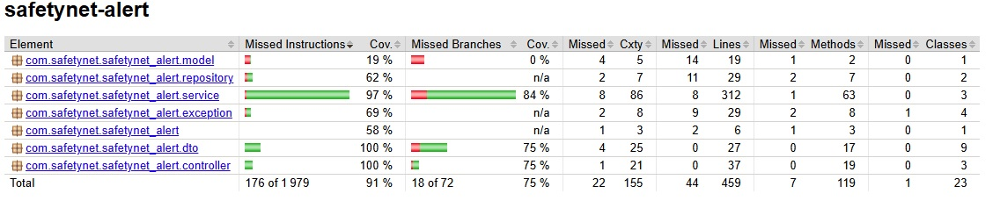 safetynet-alert
Element Missed Instructions Cov. Missed Branches Cov. Missed Cxty Missed Lines Missed Methods Missed Classes
com.safetynet.safetynet_alert.model 19 % 0 % 4 5 14 19 1 2 0 1
com.safetynet.safetynet_alert.repository 62 % n/a 2 7 11 29 2 7 0 2
com.safetynet.safetynet_alert.service 97 % 84 % 8 86 8 312 1 63 0 3
com.safetynet.safetynet_alert.exception 69 % n/a 2 8 9 29 2 8 1 4
com.safetynet.safetynet_alert 58 % n/a 1 3 2 6 1 3 0 1
com.safetynet.safetynet_alert.dto 100 % 75 % 4 25 0 27 0 17 0 9
com.safetynet.safetynet_alert.controller 100 % 75 % 1 21 0 37 0 19 0 3
Total 176 of 1 979 91 % 18 of 72 75 % 22 155 44 459 7 119 1 23